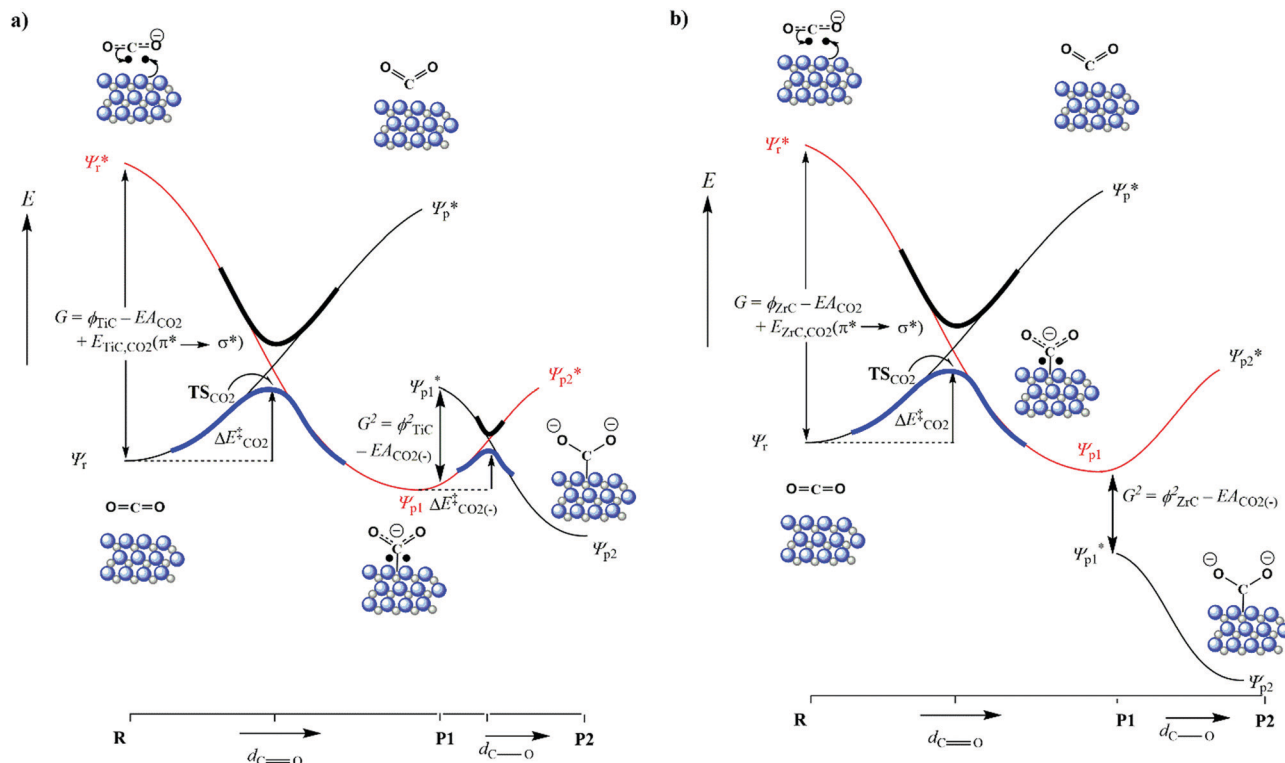 a)
O=C=O ⊖
O C O
Ψr*
E
Ψp*
G = ϕTiC – EACO2
+ ETiC,CO2(π* → σ*)
TSCO2
ΔE‡CO2
Ψr
Ψp1*
Ψp2*
G² = ϕ²TiC
– EACO2(-)
Ψp1
ΔE‡CO2(-)
Ψp2
O=C=O
⊖
O C O
⊖ ⊖
O O
C
R
P1
P2
dC=O
dC—O
b)
O=C=O ⊖
O C O
Ψr*
E
Ψp*
G = ϕZrC – EACO2
+ EZrC,CO2(π* → σ*)
TSCO2
ΔE‡CO2
Ψr
⊖
O C O
Ψp2*
Ψp1
G² = ϕ²ZrC – EACO2(-)
O=C=O
Ψp1*
⊖ ⊖
O O
C
Ψp2
R
P1
P2
dC=O
dC—O